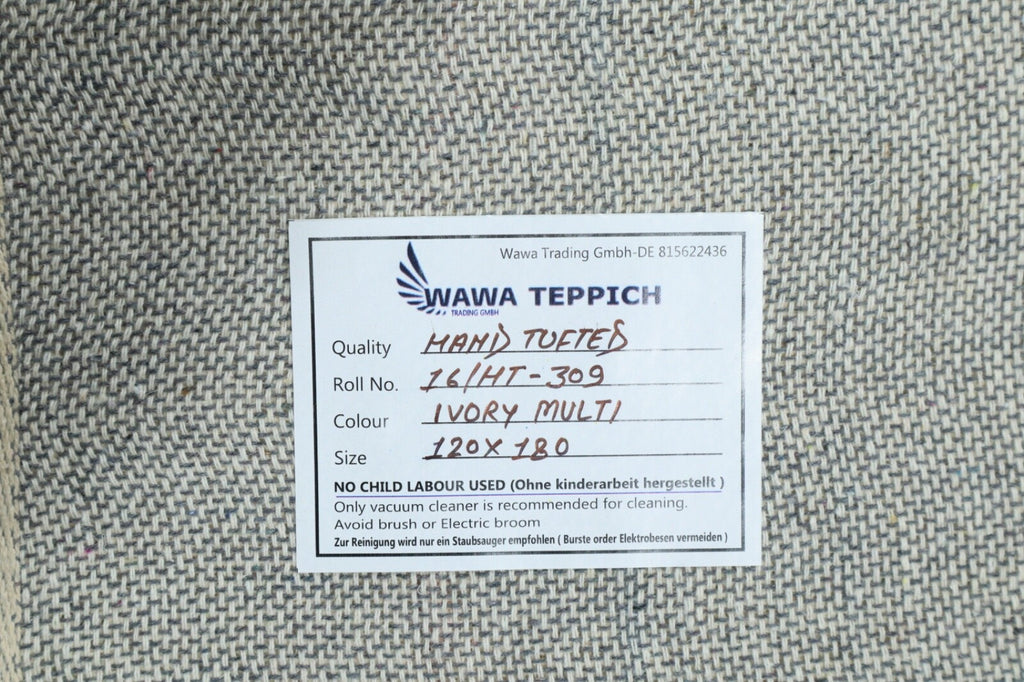 Wawa Trading Gmbh-DE 815622436
WAWA TEPPICH
TRADING GMBH
Quality HAND TUFTED
Roll No. 16/HT-309
Colour IVORY MULTI
Size 120X180
NO CHILD LABOUR USED (Ohne kinderarbeit hergestellt )
Only vacuum cleaner is recommended for cleaning.
Avoid brush or Electric broom
Zur Reinigung wird nur ein Staubsauger empfohlen ( Burste order Elektrobesen vermeiden )